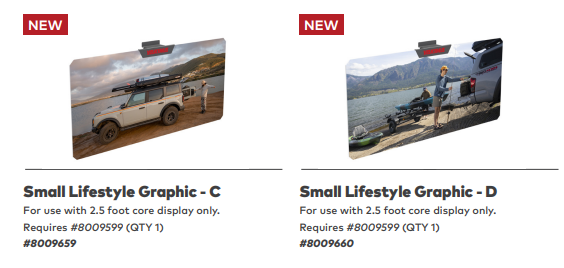 NEW
Small Lifestyle Graphic - C
For use with 2.5 foot core display only.
Requires #8009599 (QTY 1)
#8009659
NEW
Small Lifestyle Graphic - D
For use with 2.5 foot core display only.
Requires #8009599 (QTY 1)
#8009660